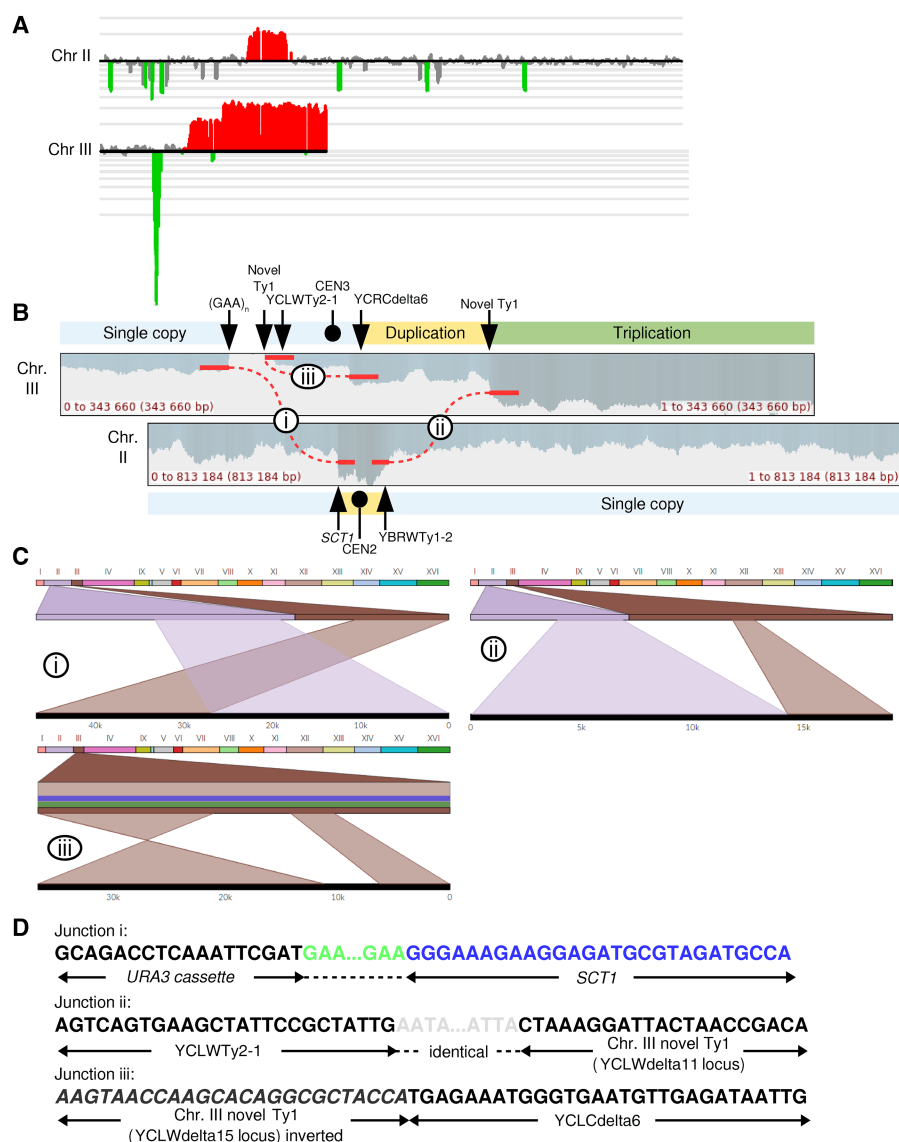 A
Chr II
Chr III
B
Novel
Ty1
CEN3
(GAA)n
YCLWTy2-1
YCRCdelta6
Novel Ty1
Single copy
Duplication
Triplication
Chr.
III
iii
0 to 343 660 (343 660 bp)
1 to 343 660 (343 660 bp)
i
ii
Chr.
II
0 to 813 184 (813 184 bp)
1 to 813 184 (813 184 bp)
Single copy
SCT1
CEN2
YBRWTy1-2
C
I II III IV IX V VI VII VIII X XI XII XIII XIV XV XVI
i
40k 30k 20k 10k 0
I II III IV IX V VI VII VIII X XI XII XIII XIV XV XVI
ii
0 5k 10k 15k
I II III IV IX V VI VII VIII X XI XII XIII XIV XV XVI
iii
30k 20k 10k 0
D
Junction i:
GCAGACCTCAAATTCGATGAA...GAAGGGAAAGAAGGAGATGCGTAGATGCCA
URA3 cassette
SCT1
Junction ii:
AGTCAGTGAAGCTATTCCGCTATTGAATA...ATTACTAAAGGATTACTAACCGACA
YCLWTy2-1
identical
Chr. III novel Ty1
(YCLWdelta11 locus)
Junction iii:
AAGTAACCAAGCACAGGCGCTACCATGAGAAATGGGTGAATGTTGAGATAATTG
Chr. III novel Ty1
(YCLWdelta15 locus) inverted
YCLCdelta6